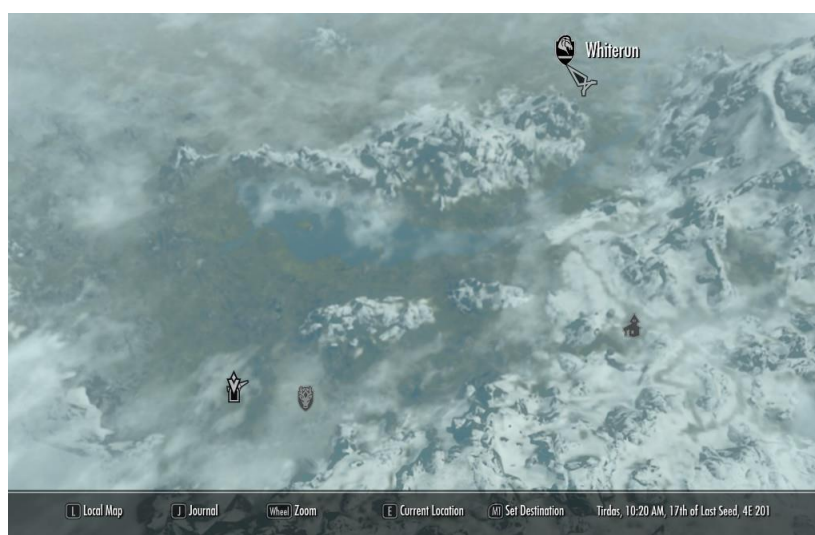 Whiterun
L Local Map J Journal Wheel Zoom E Current Location M1 Set Destination Tirdas, 10:20 AM, 17th of Last Seed, 4E 201